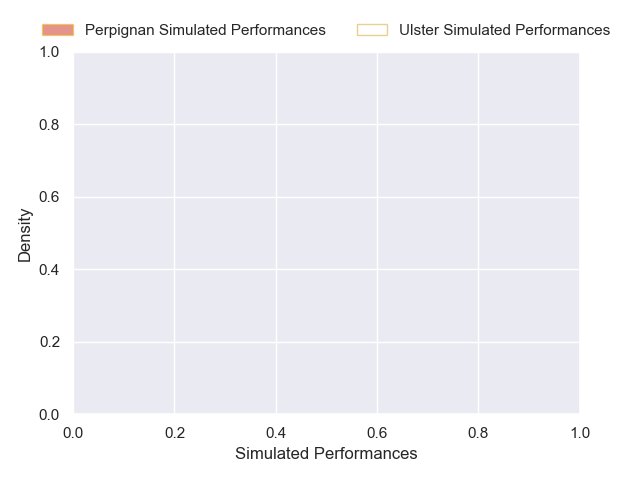 Perpignan Simulated Performances Ulster Simulated Performances
1.0
0.8
0.6
0.4
0.2
0.0
Density
0.0 0.2 0.4 0.6 0.8 1.0
Simulated Performances